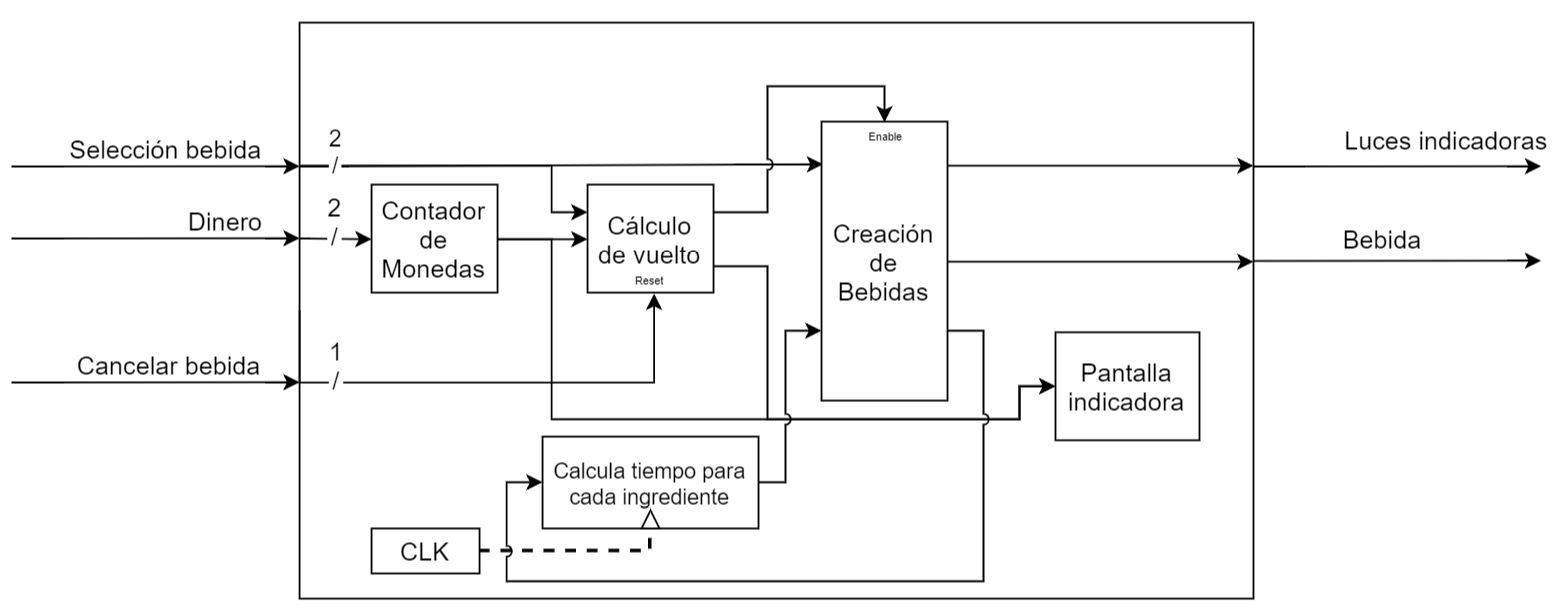 Selección bebida
2
Dinero
2
Contador
de
Monedas
Cálculo
de vuelto
Reset
Enable
Creación
de
Bebidas
Luces indicadoras
Bebida
Cancelar bebida
1
Pantalla
indicadora
Calcula tiempo para
cada ingrediente
CLK